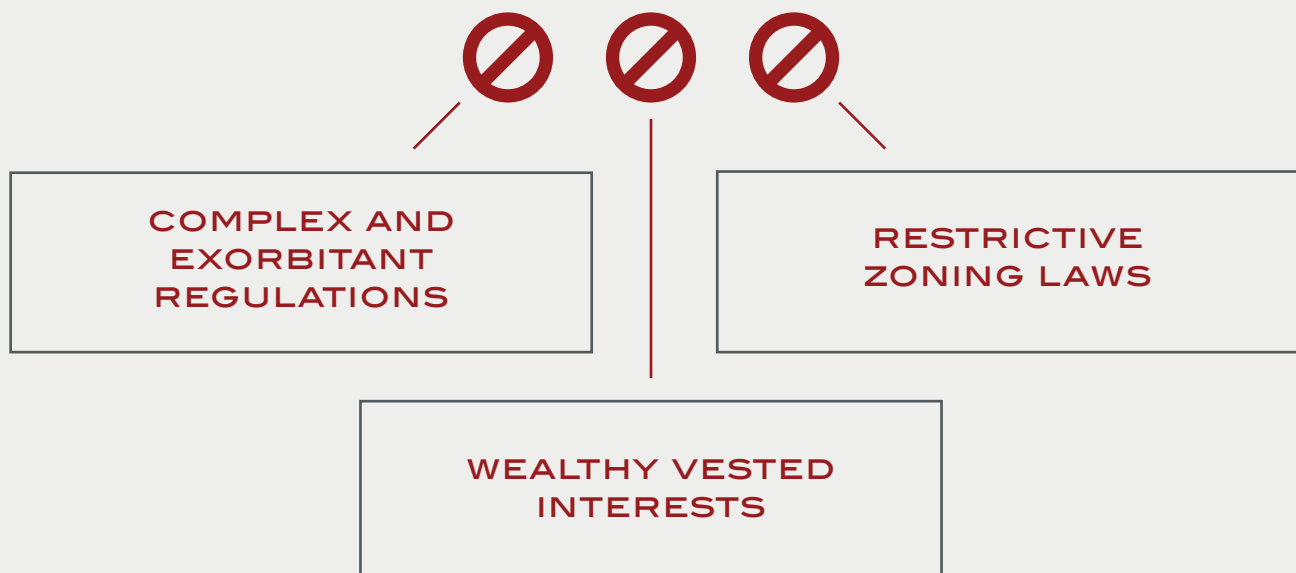 COMPLEX AND
EXORBITANT
REGULATIONS
RESTRICTIVE
ZONING LAWS
WEALTHY VESTED
INTERESTS